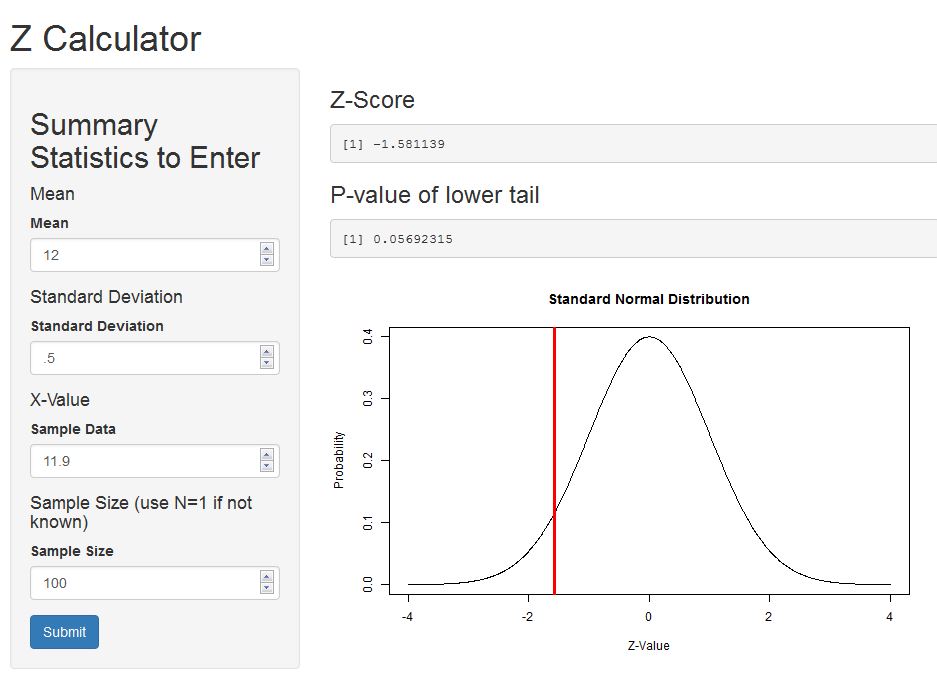 Z Calculator
Summary
Statistics to Enter
Mean
Mean
12
Standard Deviation
Standard Deviation
.5
X-Value
Sample Data
11.9
Sample Size (use N=1 if not
known)
Sample Size
100
Submit
Z-Score
[1] -1.581139
P-value of lower tail
[1] 0.05692315
Standard Normal Distribution
Probability
0.4
0.3
0.2
0.1
0.0
-4 -2 0 2 4
Z-Value